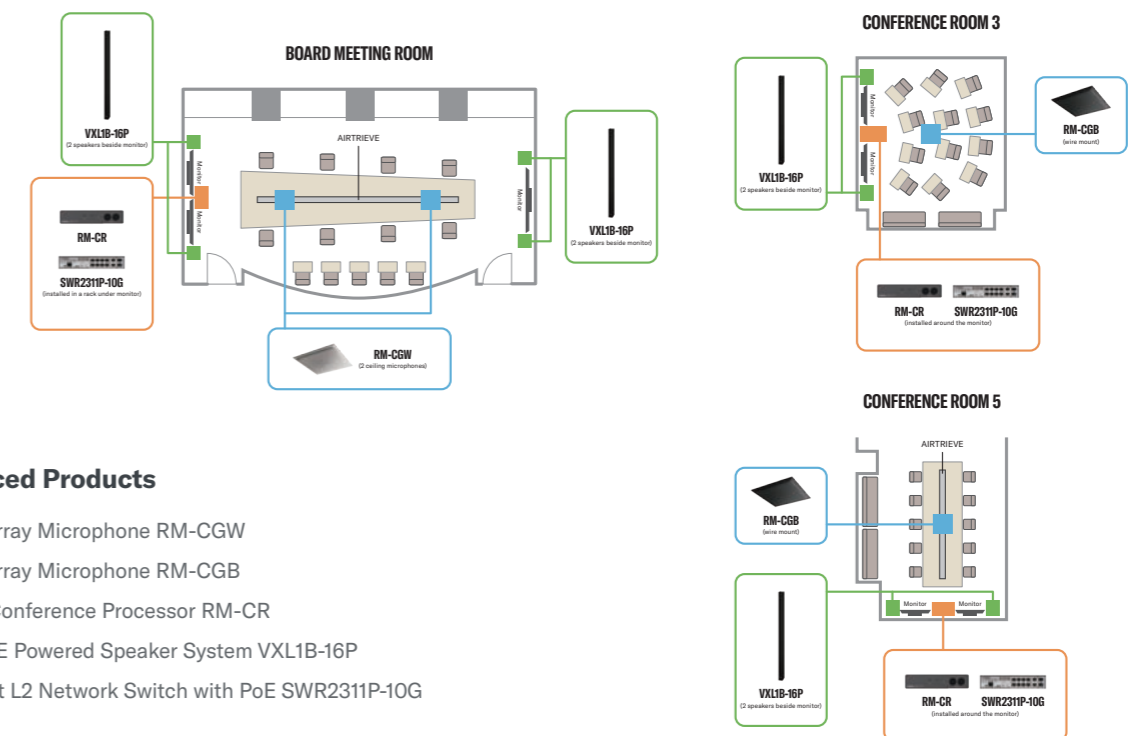 BOARD MEETING ROOM
VXL1B-16P
(2 speakers beside monitor)
RM-CR
SWR2311P-10G
(installed in a rack under monitor)
Monitor
Monitor
AIRTRIEVE
Monitor
VXL1B-16P
(2 speakers beside monitor)
RM-CGW
(2 ceiling microphones)
CONFERENCE ROOM 3
VXL1B-16P
(2 speakers beside monitor)
Monitor
Monitor
RM-CGB
(wire mount)
RM-CR
SWR2311P-10G
(installed around the monitor)
CONFERENCE ROOM 5
AIRTRIEVE
RM-CGB
(wire mount)
Monitor
Monitor
VXL1B-16P
(2 speakers beside monitor)
RM-CR
SWR2311P-10G
(installed around the monitor)
ced Products
rray Microphone RM-CGW
rray Microphone RM-CGB
Conference Processor RM-CR
E Powered Speaker System VXL1B-16P
t L2 Network Switch with PoE SWR2311P-10G